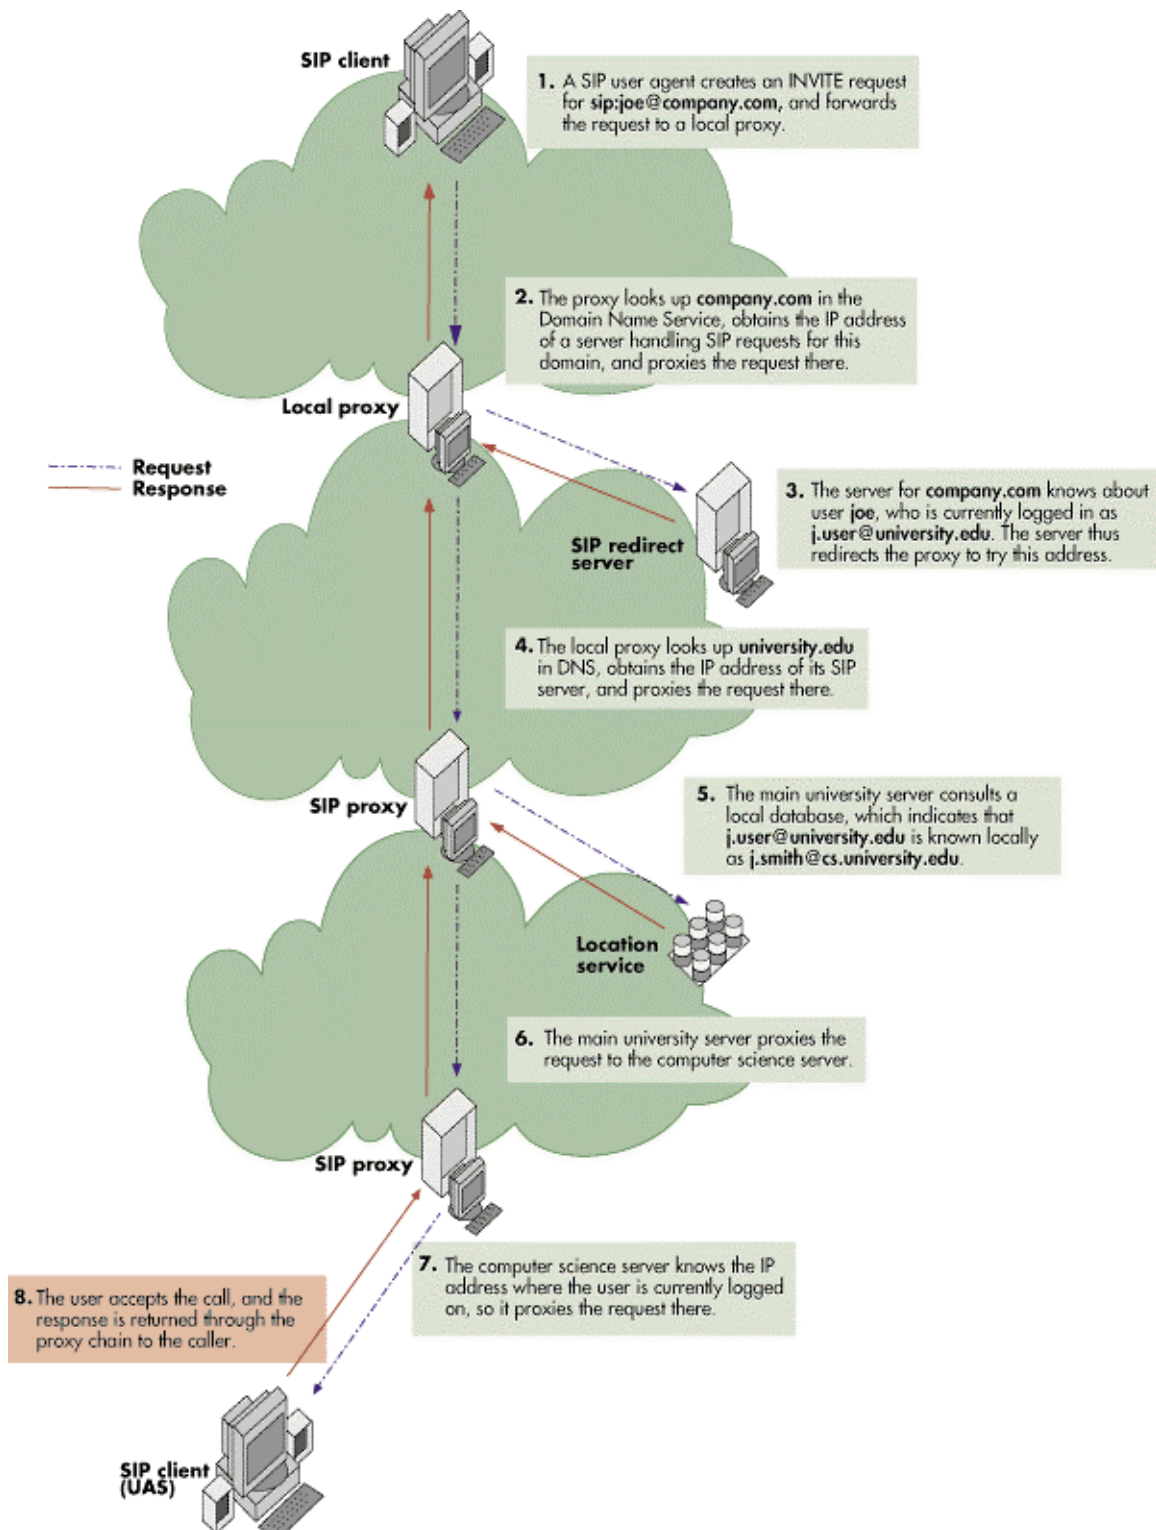 SIP client
1. A SIP user agent creates an INVITE request
for sip:joe@company.com, and forwards
the request to a local proxy.
2. The proxy looks up company.com in the
Domain Name Service, obtains the IP address
of a server handling SIP requests for this
domain, and proxies the request there.
Local proxy
Request
Response
3. The server for company.com knows about
user joe, who is currently logged in as
j.user@university.edu. The server thus
redirects the proxy to try this address.
SIP redirect
server
4. The local proxy looks up university.edu
in DNS, obtains the IP address of its SIP
server, and proxies the request there.
SIP proxy
5. The main university server consults a
local database, which indicates that
j.user@university.edu is known locally
as j.smith@cs.university.edu.
Location
service
6. The main university server proxies the
request to the computer science server.
SIP proxy
7. The computer science server knows the IP
address where the user is currently logged
on, so it proxies the request there.
8. The user accepts the call, and the
response is returned through the
proxy chain to the caller.
SIP client
(UAS)